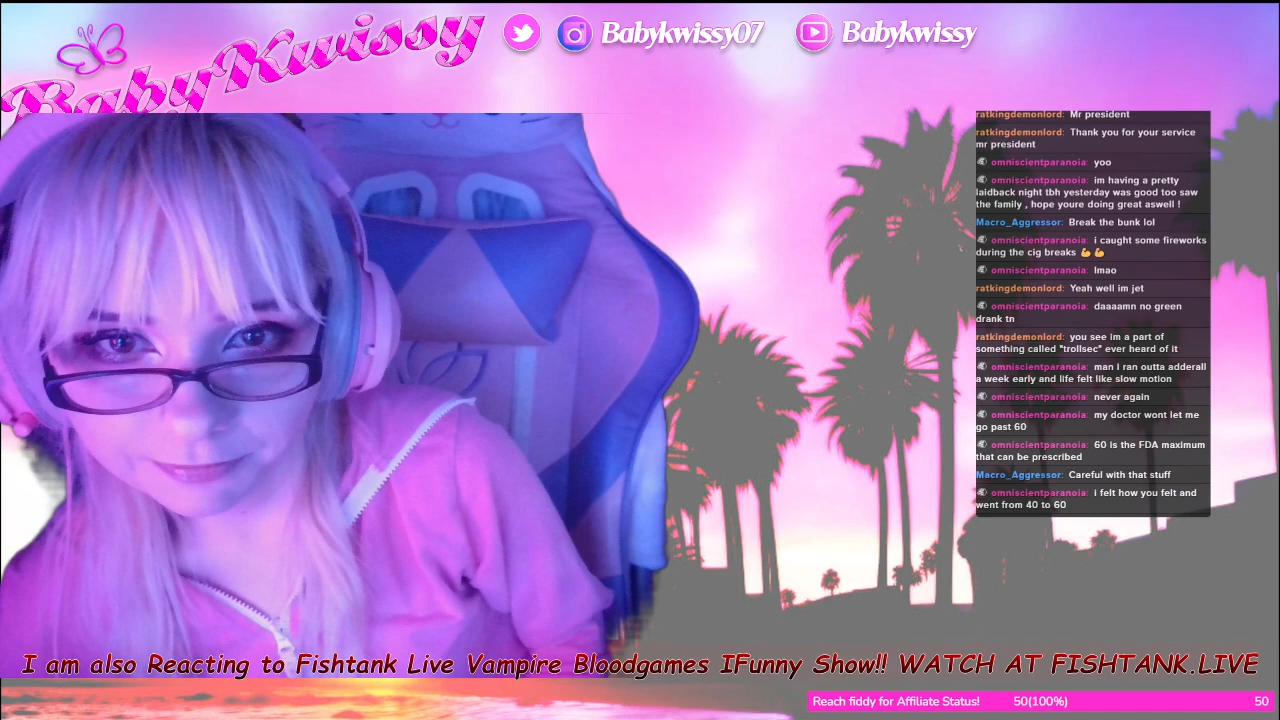 BabyKwissy
Babykwissy07
Babykwissy
ratkingdemonlord: Mr president
ratkingdemonlord: Thank you for your service
mr president
omniscientparanoia: yoo
omniscientparanoia: im having a pretty
laidback night tbh yesterday was good too saw
the family , hope youre doing great aswell !
Macro_Aggressor: Break the bunk lol
omniscientparanoia: i caught some fireworks
during the cig breaks 💪💪
omniscientparanoia: lmao
ratkingdemonlord: Yeah well im jet
omniscientparanoia: daaaamn no green
drank tn
ratkingdemonlord: you see im a part of
something called "trollsec" ever heard of it
omniscientparanoia: man i ran outta adderall
a week early and life felt like slow motion
omniscientparanoia: never again
omniscientparanoia: my doctor wont let me
go past 60
omniscientparanoia: 60 is the FDA maximum
that can be prescribed
Macro_Aggressor: Careful with that stuff
omniscientparanoia: i felt how you felt and
went from 40 to 60
I am also Reacting to Fishtank Live Vampire Bloodgames IFunny Show!! WATCH AT FISHTANK.LIVE
Reach fiddy for Affiliate Status! 50(100%) 50